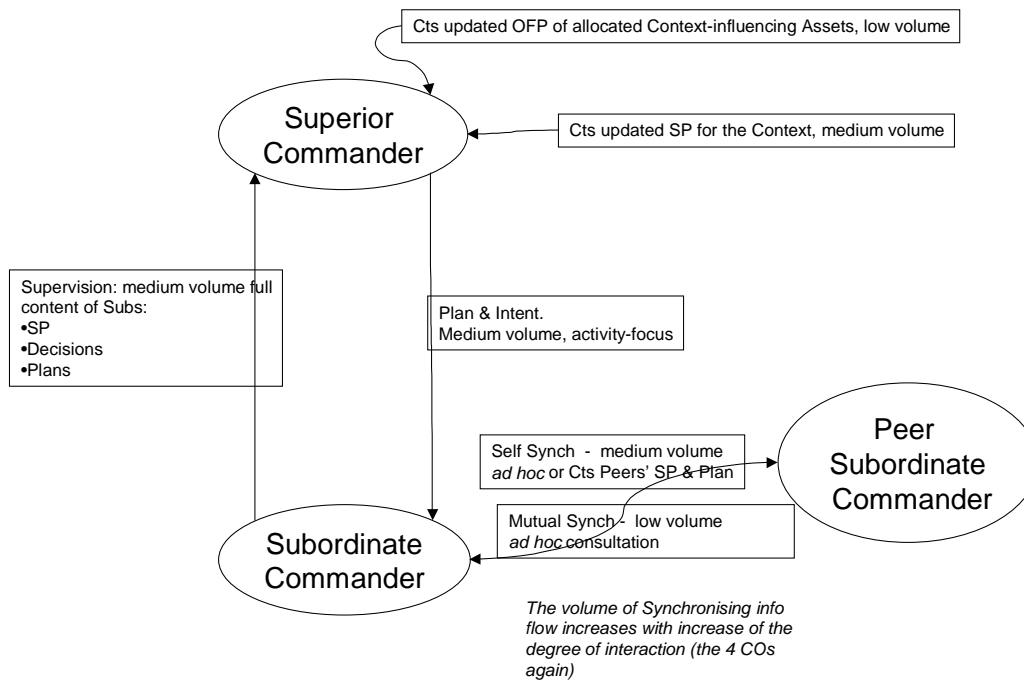 Cts updated OFP of allocated Context-influencing Assets, low volume
Superior
Commander
Cts updated SP for the Context, medium volume
Supervision: medium volume full
content of Subs:
•SP
•Decisions
•Plans
Plan & Intent.
Medium volume, activity-focus
Peer
Subordinate
Commander
Self Synch - medium volume
ad hoc or Cts Peers' SP & Plan
Mutual Synch - low volume
ad hoc consultation
Subordinate
Commander
The volume of Synchronising info
flow increases with increase of the
degree of interaction (the 4 COs
again)